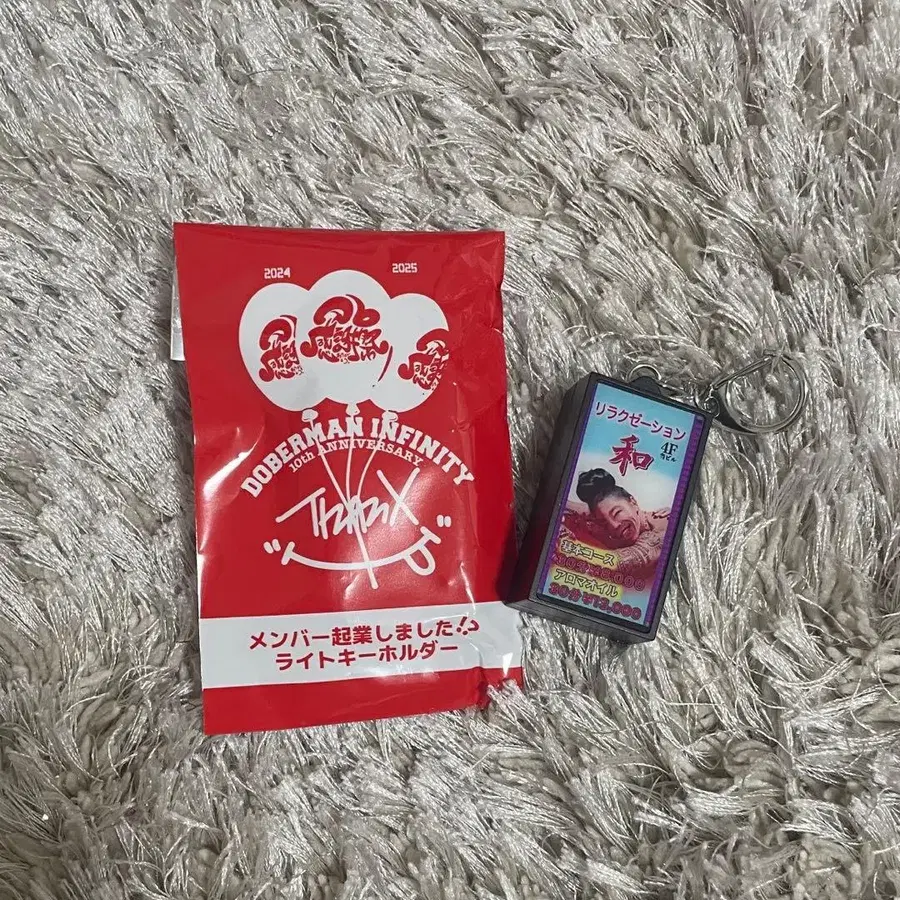 2024
2025
DOBERMAN INFINITY
10th ANNIVERSARY
ThanX
メンバー起業しました!?
ライトキーホルダー
リラクゼーション
和
4F
基本コース
アロマオイル